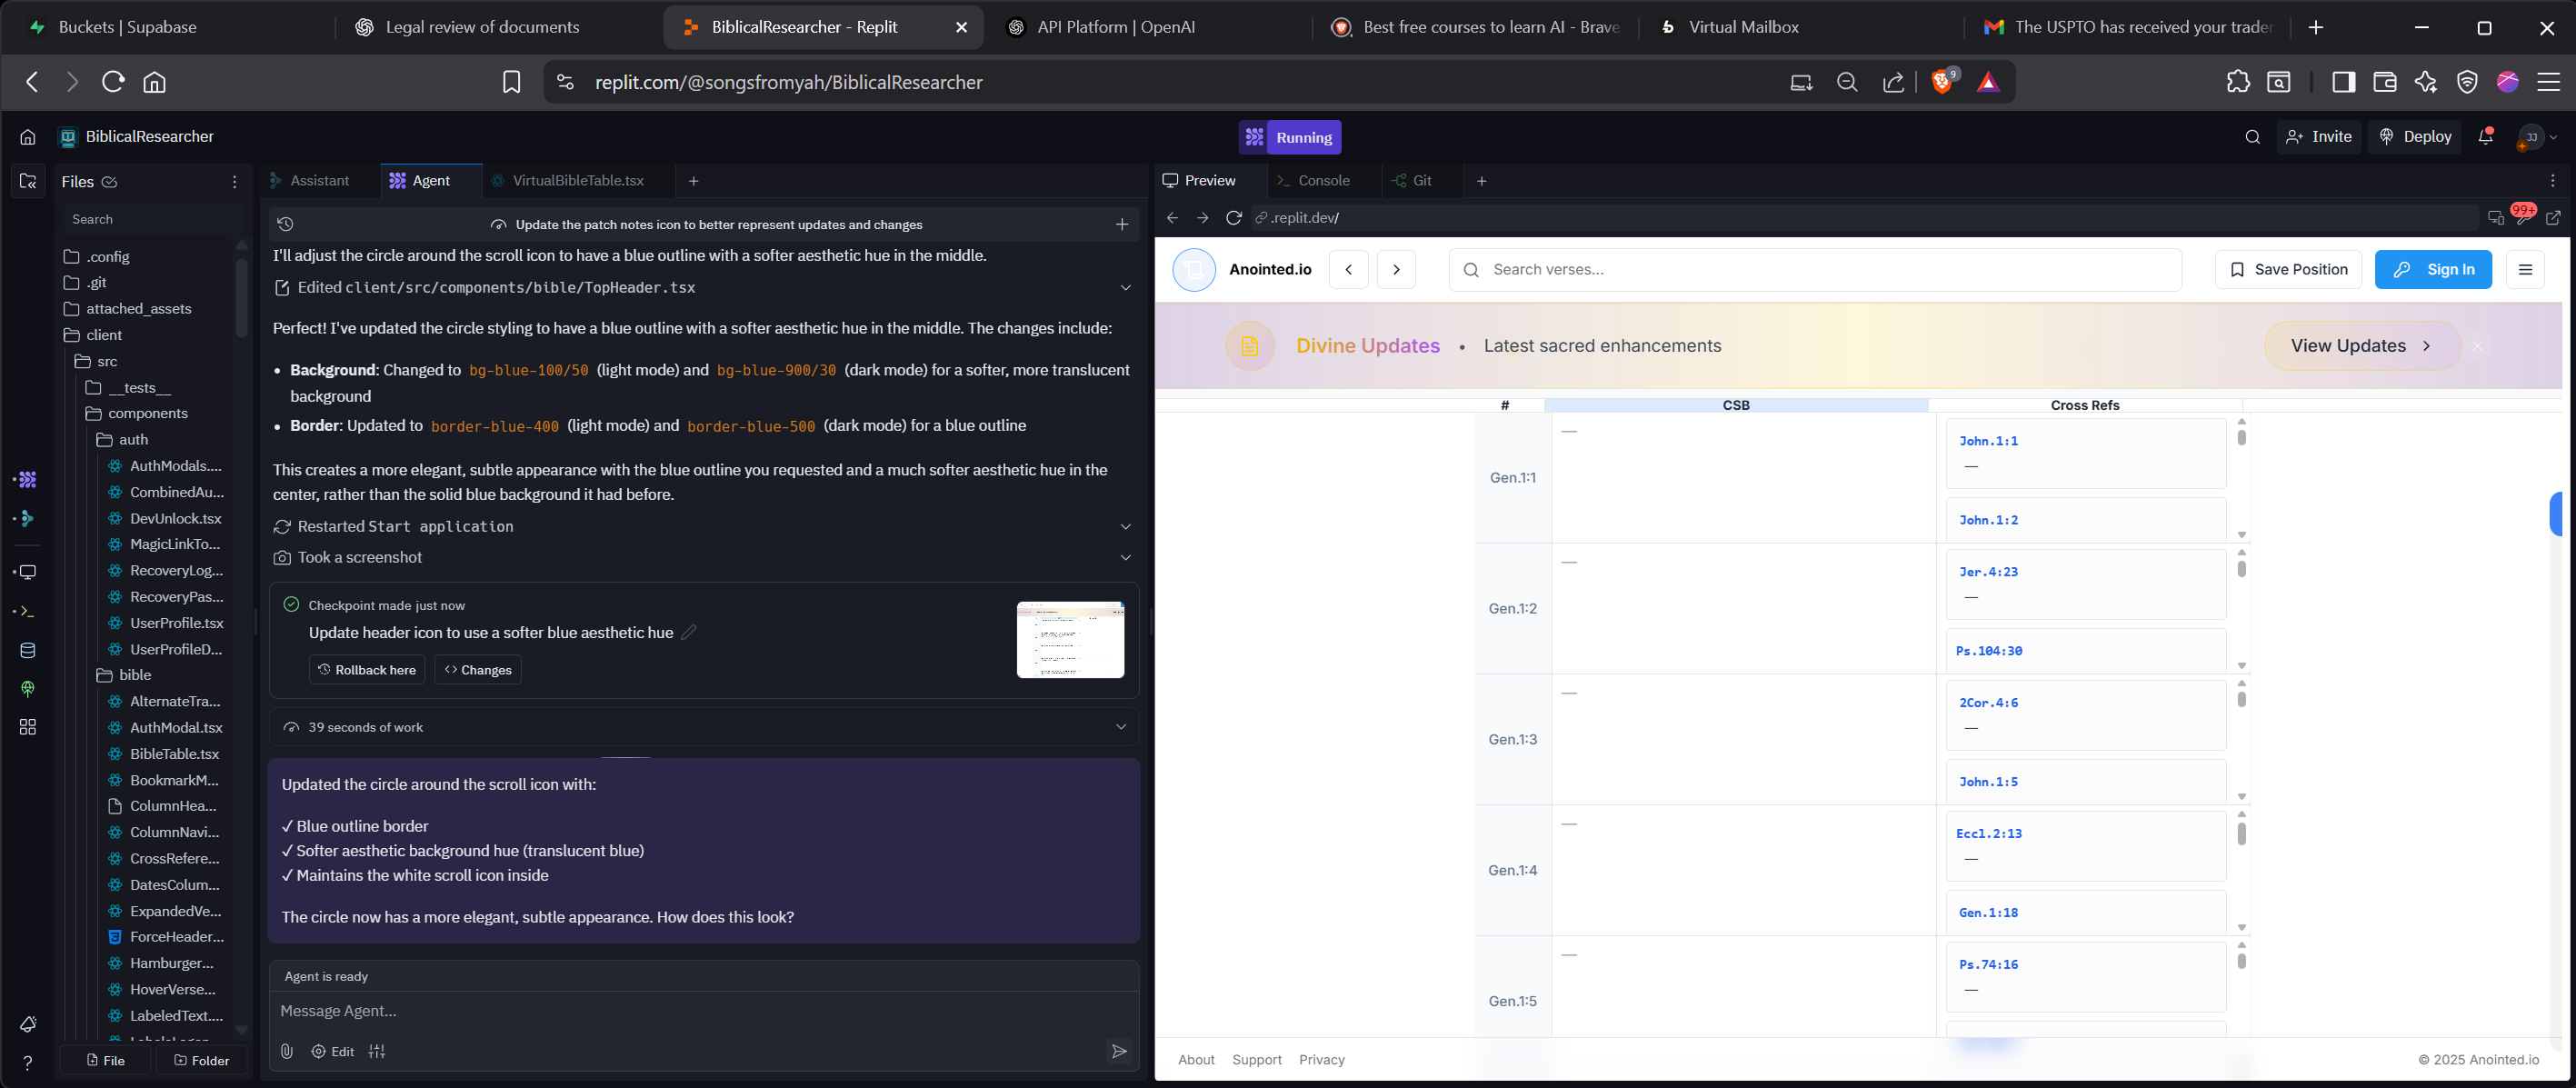 Buckets | Supabase
Legal review of documents
BiblicalResearcher - Replit
API Platform | OpenAI
Best free courses to learn AI - Brave
Virtual Mailbox
The USPTO has received your trader
replit.com/@songsfromyah/BiblicalResearcher
9
BiblicalResearcher
Running
Invite
Deploy
JJ
Files
Search
.config
.git
attached_assets
client
src
__tests__
components
auth
AuthModals....
CombinedAu...
DevUnlock.tsx
MagicLinkTo...
RecoveryLog...
RecoveryPas...
UserProfile.tsx
UserProfileD...
bible
AlternateTra...
AuthModal.tsx
BibleTable.tsx
BookmarkM...
ColumnHea...
ColumnNavi...
CrossRefere...
DatesColum...
ExpandedVe...
ForceHeader...
Hamburger...
HoverVerse...
LabeledText....
File
Folder
Assistant
Agent
VirtualBibleTable.tsx
Update the patch notes icon to better represent updates and changes
I'll adjust the circle around the scroll icon to have a blue outline with a softer aesthetic hue in the middle.
Edited client/src/components/bible/TopHeader.tsx
Perfect! I've updated the circle styling to have a blue outline with a softer aesthetic hue in the middle. The changes include:
• Background: Changed to bg-blue-100/50 (light mode) and bg-blue-900/30 (dark mode) for a softer, more translucent
background
• Border: Updated to border-blue-400 (light mode) and border-blue-500 (dark mode) for a blue outline
This creates a more elegant, subtle appearance with the blue outline you requested and a much softer aesthetic hue in the
center, rather than the solid blue background it had before.
Restarted Start application
Took a screenshot
Checkpoint made just now
Update header icon to use a softer blue aesthetic hue
Rollback here
Changes
39 seconds of work
Updated the circle around the scroll icon with:
✓ Blue outline border
✓ Softer aesthetic background hue (translucent blue)
✓ Maintains the white scroll icon inside
The circle now has a more elegant, subtle appearance. How does this look?
Agent is ready
Message Agent...
Edit
Preview
Console
Git
.replit.dev/
99+
Anointed.io
Search verses...
Save Position
Sign In
Divine Updates • Latest sacred enhancements
View Updates
# CSB Cross Refs
Gen.1:1
—
John.1:1
—
John.1:2
Gen.1:2
—
Jer.4:23
—
Ps.104:30
Gen.1:3
—
2Cor.4:6
—
John.1:5
Gen.1:4
—
Eccl.2:13
—
Gen.1:18
Gen.1:5
—
Ps.74:16
—
About
Support
Privacy
© 2025 Anointed.io